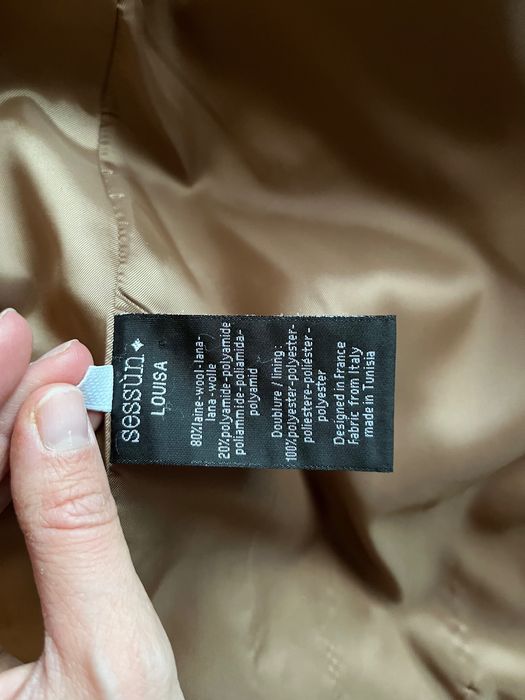 sessùn
LOUISA
80%laine-wool-lana-
lana-wolle
20%polyamide-polyamide
poliammide-poliamida-
polyamid
Doublure / lining :
100%polyester-polyester-
poliestere-poliéster-
polyester
Designed in France
Fabric from Italy
made in Tunisia